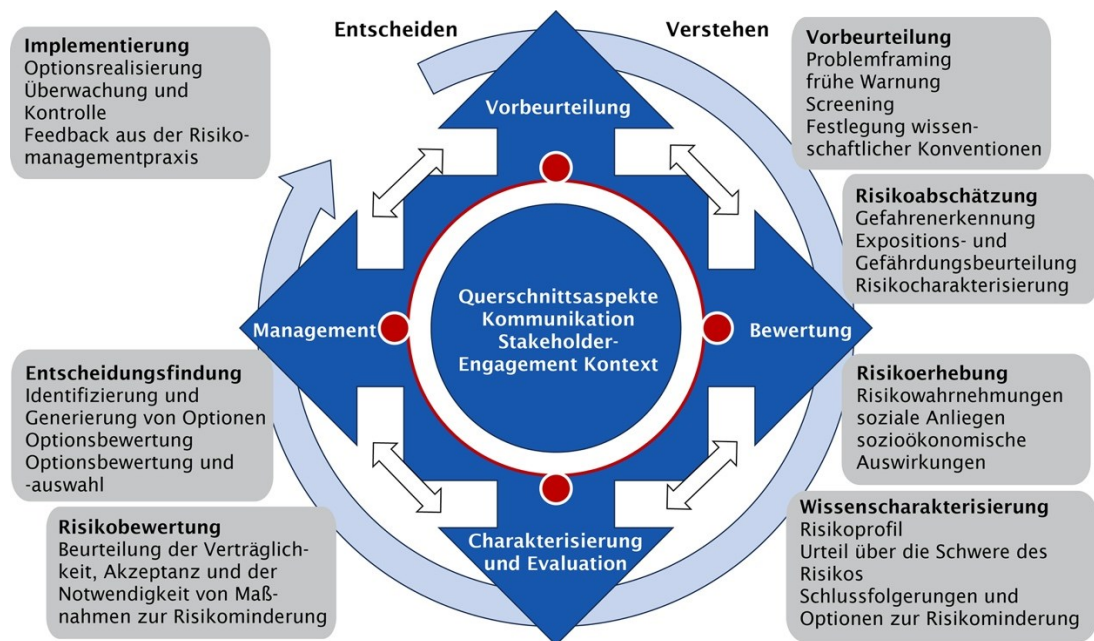 Entscheiden
Verstehen
Implementierung
Optionsrealisierung
Überwachung und
Kontrolle
Feedback aus der Risiko-
managementpraxis
Vorbeurteilung
Problemframing
frühe Warnung
Screening
Festlegung wissen-
schaftlicher Konventionen
Vorbeurteilung
Risikoabschätzung
Gefahrenerkennung
Expositions- und
Gefährdungsbeurteilung
Risikocharakterisierung
Querschnittsaspekte
Kommunikation
Stakeholder-
Engagement Kontext
Management
Bewertung
Entscheidungsfindung
Identifizierung und
Generierung von Optionen
Optionsbewertung
Optionsbewertung und
-auswahl
Risikoerhebung
Risikowahrnehmungen
soziale Anliegen
sozioökonomische
Auswirkungen
Risikobewertung
Beurteilung der Verträglich-
keit, Akzeptanz und der
Notwendigkeit von Maß-
nahmen zur Risikominderung
Charakterisierung
und Evaluation
Wissenscharakterisierung
Risikoprofil
Urteil über die Schwere des
Risikos
Schlussfolgerungen und
Optionen zur Risikominderung